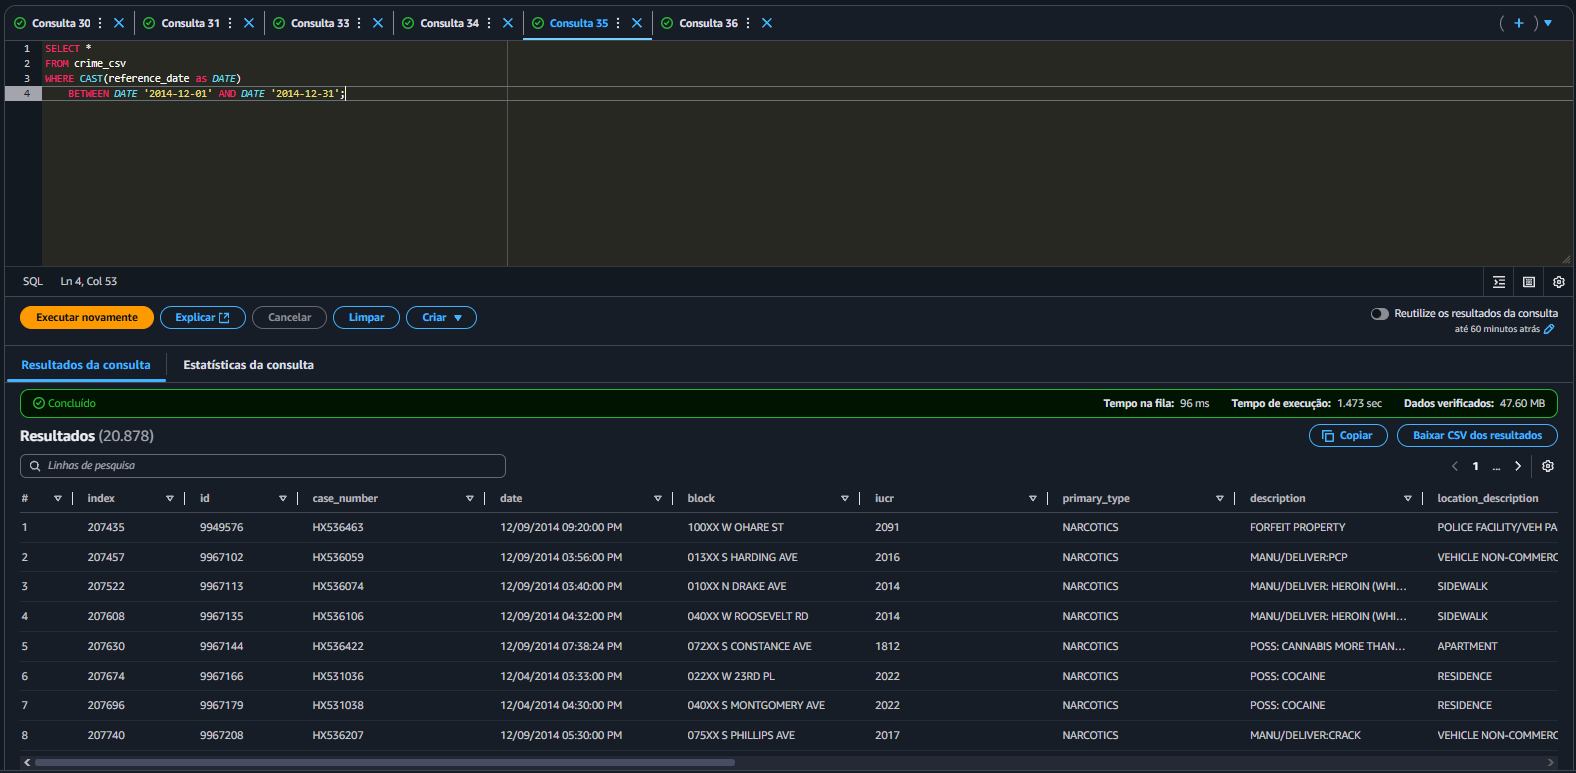 Consulta 30 Consulta 31 Consulta 33 Consulta 34 Consulta 35 Consulta 36
1 SELECT *
2 FROM crime_csv
3 WHERE CAST(reference_date as DATE)
4 BETWEEN DATE '2014-12-01' AND DATE '2014-12-31';
SQL Ln 4, Col 53
Executar novamente Explicar Cancelar Limpar Criar Reutilize os resultados da consulta
até 60 minutos atrás
Resultados da consulta Estatísticas da consulta
Concluído Tempo na fila: 96 ms Tempo de execução: 1.473 sec Dados verificados: 47.60 MB
Resultados (20.878) Copiar Baixar CSV dos resultados
Linhas de pesquisa 1 ...
# index id case_number date block iucr primary_type description location_description
1 207435 9949576 HX536463 12/09/2014 09:20:00 PM 100XX W OHARE ST 2091 NARCOTICS FORFEIT PROPERTY POLICE FACILITY/VEH PA
2 207457 9967102 HX536059 12/09/2014 03:56:00 PM 013XX S HARDING AVE 2016 NARCOTICS MANU/DELIVER:PCP VEHICLE NON-COMMERC
3 207522 9967113 HX536074 12/09/2014 03:40:00 PM 010XX N DRAKE AVE 2014 NARCOTICS MANU/DELIVER: HEROIN (WHI... SIDEWALK
4 207608 9967135 HX536106 12/09/2014 04:32:00 PM 040XX W ROOSEVELT RD 2014 NARCOTICS MANU/DELIVER: HEROIN (WHI... SIDEWALK
5 207630 9967144 HX536422 12/09/2014 07:38:24 PM 072XX S CONSTANCE AVE 1812 NARCOTICS POSS: CANNABIS MORE THAN... APARTMENT
6 207674 9967166 HX531036 12/04/2014 03:33:00 PM 022XX W 23RD PL 2022 NARCOTICS POSS: COCAINE RESIDENCE
7 207696 9967179 HX531038 12/04/2014 04:30:00 PM 040XX S MONTGOMERY AVE 2022 NARCOTICS POSS: COCAINE RESIDENCE
8 207740 9967208 HX536207 12/09/2014 05:30:00 PM 075XX S PHILLIPS AVE 2017 NARCOTICS MANU/DELIVER:CRACK VEHICLE NON-COMMERC